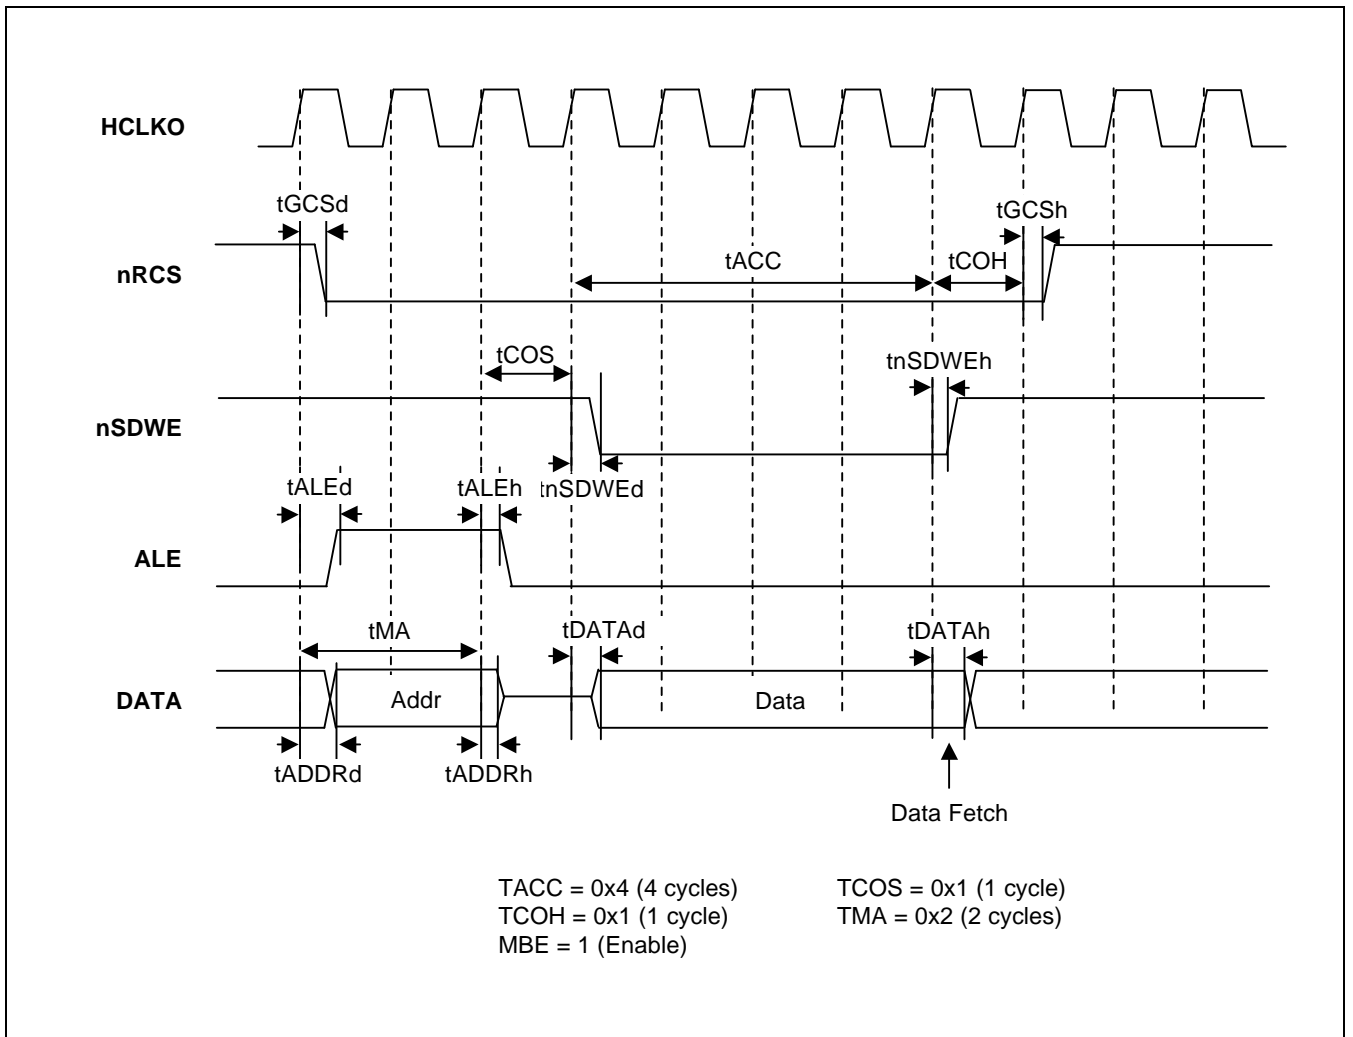 HCLKO
tGCSd
tGCSh
nRCS
tACC
tCOH
tCOS
tnSDWEh
nSDWE
tALEd
tALEh
tnSDWEd
ALE
tMA
tDATAd
tDATAh
DATA
Addr
Data
tADDRd
tADDRh
Data Fetch
TACC = 0x4 (4 cycles)
TCOS = 0x1 (1 cycle)
TCOH = 0x1 (1 cycle)
TMA = 0x2 (2 cycles)
MBE = 1 (Enable)